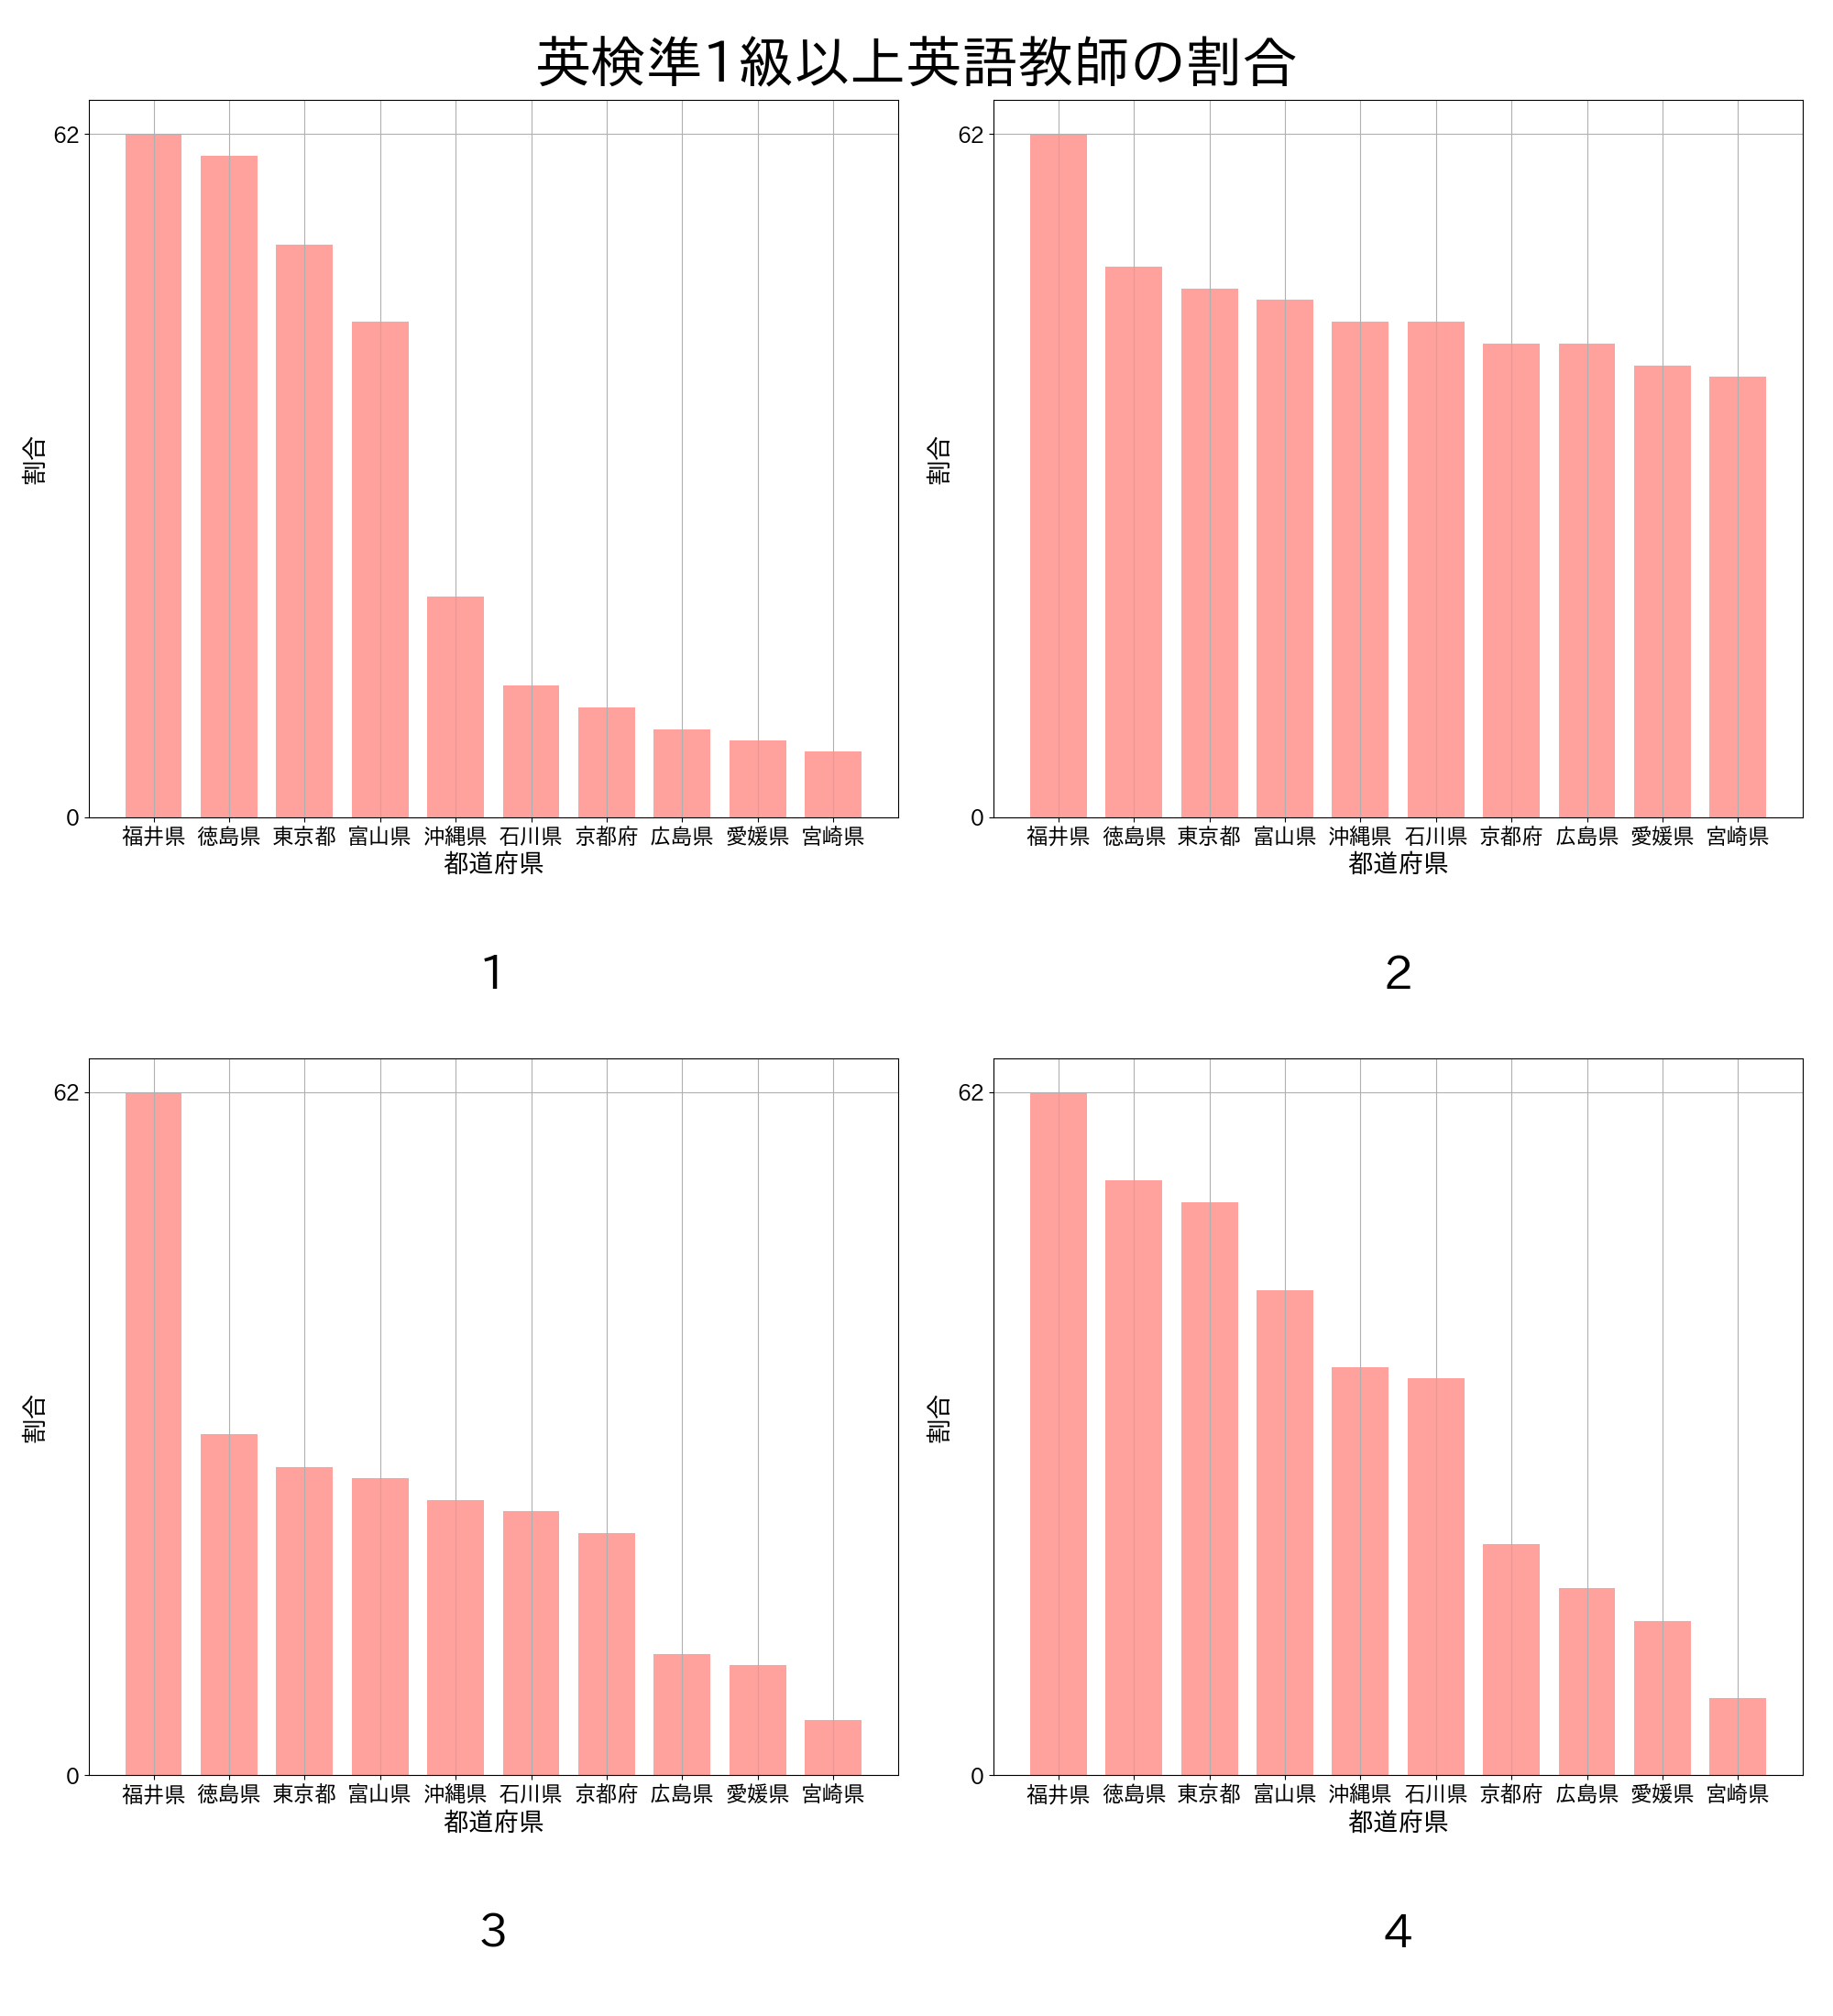 英検準1級以上英語教師の割合
62
0
割合
福井県 徳島県 東京都 富山県 沖縄県 石川県 京都府 広島県 愛媛県 宮崎県
都道府県
1
62
0
割合
福井県 徳島県 東京都 富山県 沖縄県 石川県 京都府 広島県 愛媛県 宮崎県
都道府県
2
62
0
割合
福井県 徳島県 東京都 富山県 沖縄県 石川県 京都府 広島県 愛媛県 宮崎県
都道府県
3
62
0
割合
福井県 徳島県 東京都 富山県 沖縄県 石川県 京都府 広島県 愛媛県 宮崎県
都道府県
4